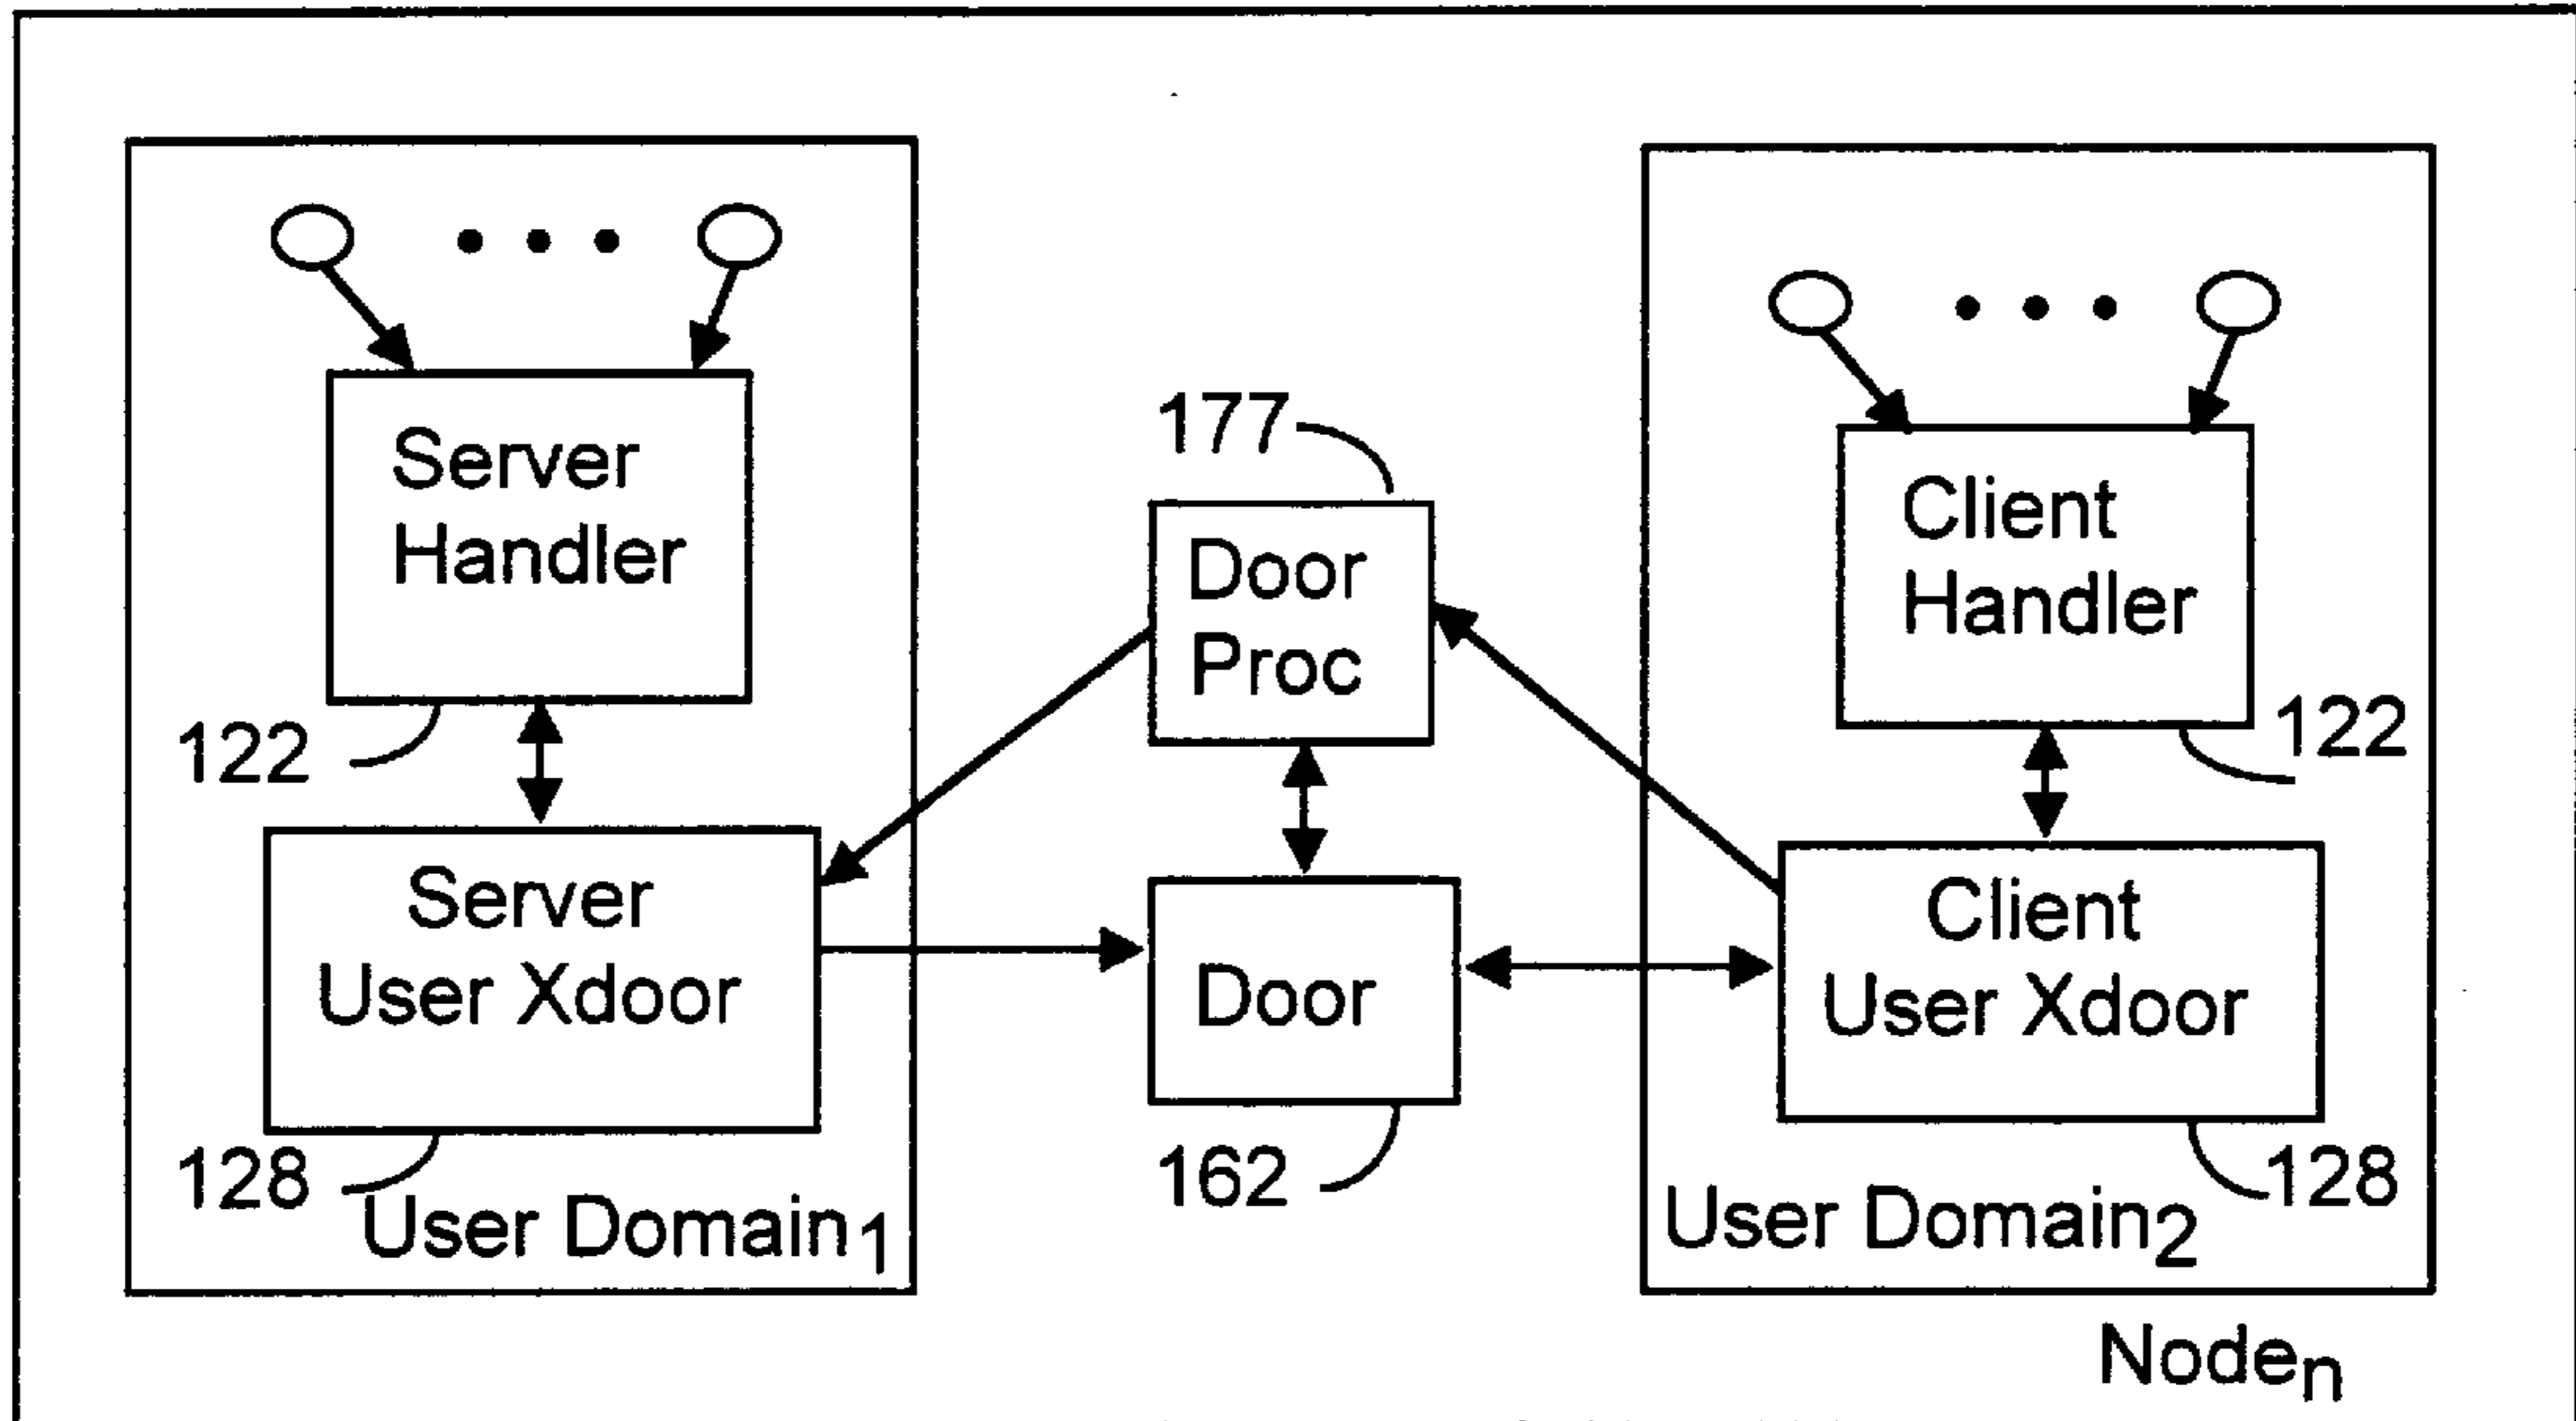 177
Server
Handler
Client
Handler
Door
Proc
122
122
Server
User Xdoor
Door
Client
User Xdoor
128
162
128
User Domain1
User Domain2
Noden